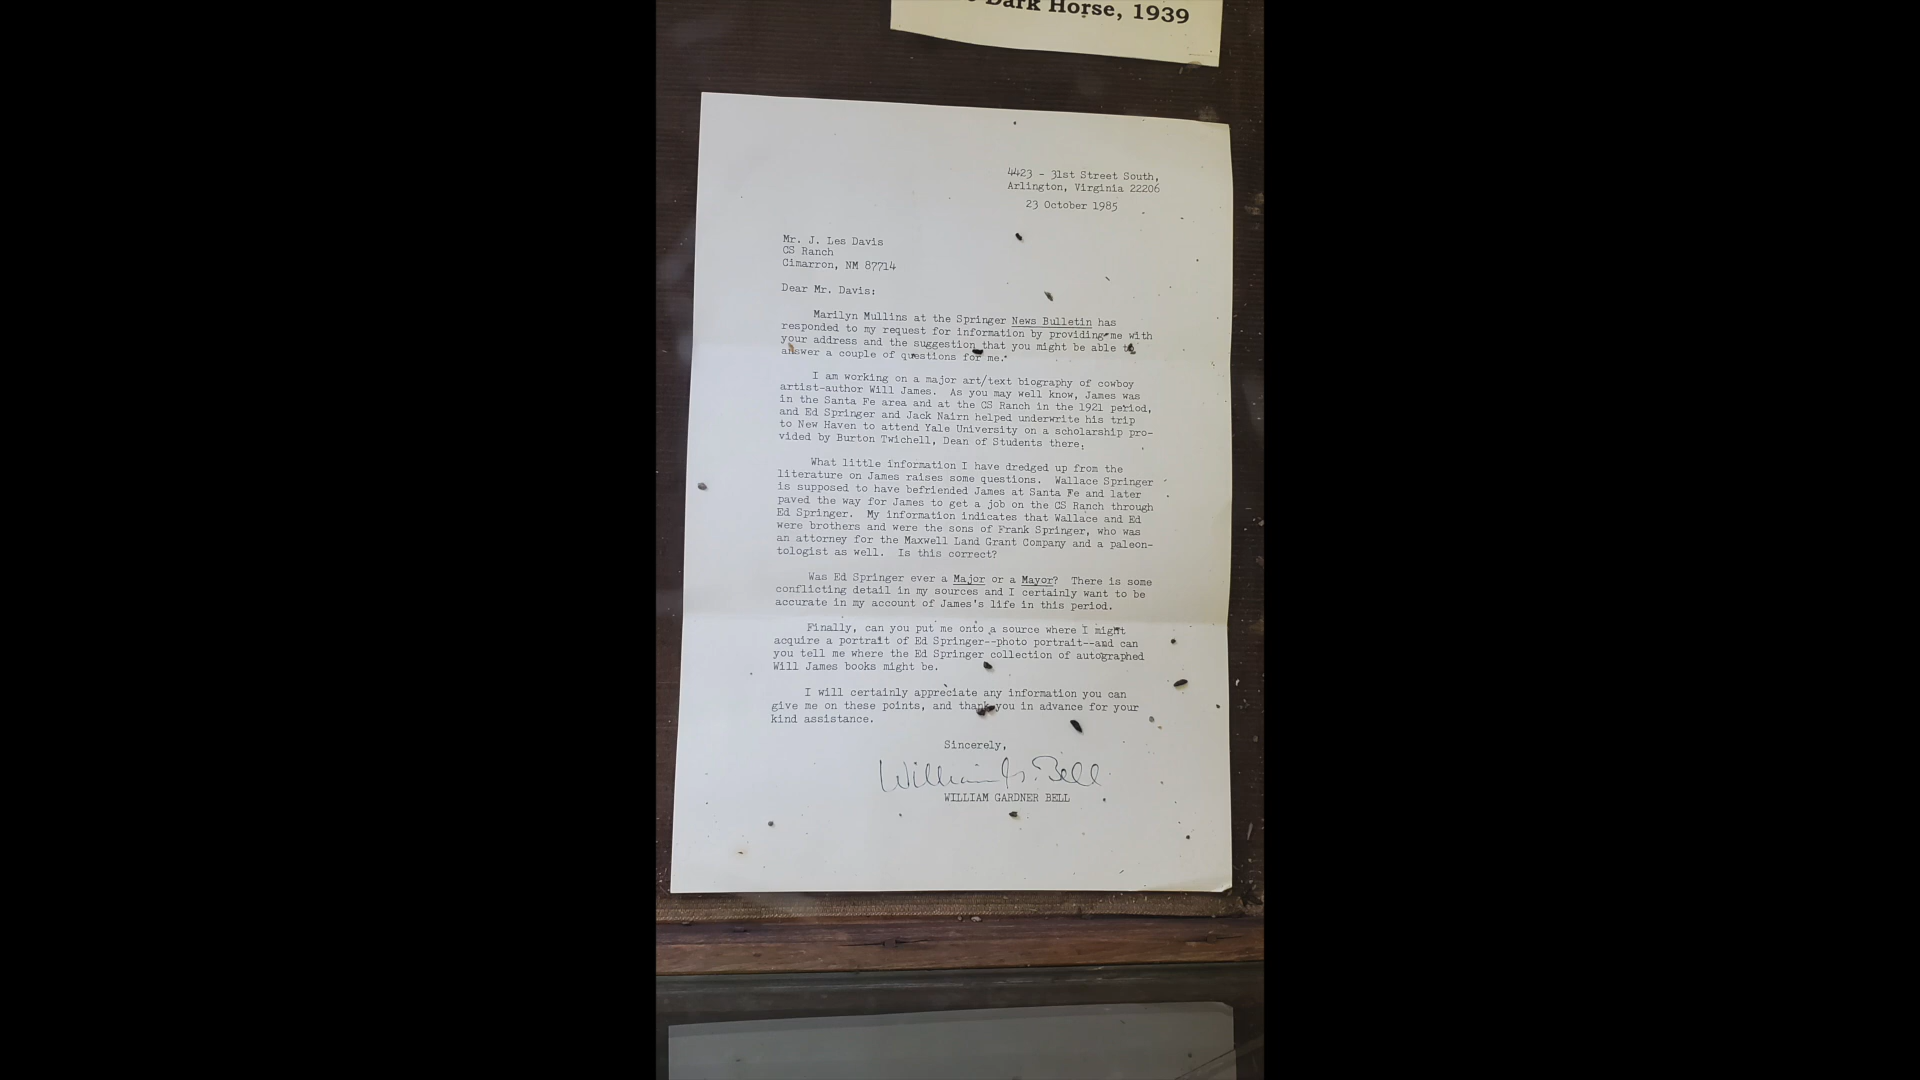 Dark Horse, 1939
4423 - 31st Street South,
Arlington, Virginia 22206
23 October 1985
Mr. J. Les Davis
CS Ranch
Cimarron, NM 87714
Dear Mr. Davis:
Marilyn Mullins at the Springer News Bulletin has
responded to my request for information by providing me with
your address and the suggestion that you might be able to
answer a couple of questions for me.
I am working on a major art/text biography of cowboy
artist-author Will James. As you may well know, James was
in the Santa Fe area and at the CS Ranch in the 1921 period,
and Ed Springer and Jack Nairn helped underwrite his trip
to New Haven to attend Yale University on a scholarship pro-
vided by Burton Twichell, Dean of Students there.
What little information I have dredged up from the
literature on James raises some questions. Wallace Springer
is supposed to have befriended James at Santa Fe and later
paved the way for James to get a job on the CS Ranch through
Ed Springer. My information indicates that Wallace and Ed
were brothers and were the sons of Frank Springer, who was
an attorney for the Maxwell Land Grant Company and a paleon-
tologist as well. Is this correct?
Was Ed Springer ever a Major or a Mayor? There is some
conflicting detail in my sources and I certainly want to be
accurate in my account of James's life in this period.
Finally, can you put me onto a source where I might
acquire a portrait of Ed Springer--photo portrait--and can
you tell me where the Ed Springer collection of autographed
Will James books might be.
I will certainly appreciate any information you can
give me on these points, and thank you in advance for your
kind assistance.
Sincerely,
William G. Bell
WILLIAM GARDNER BELL